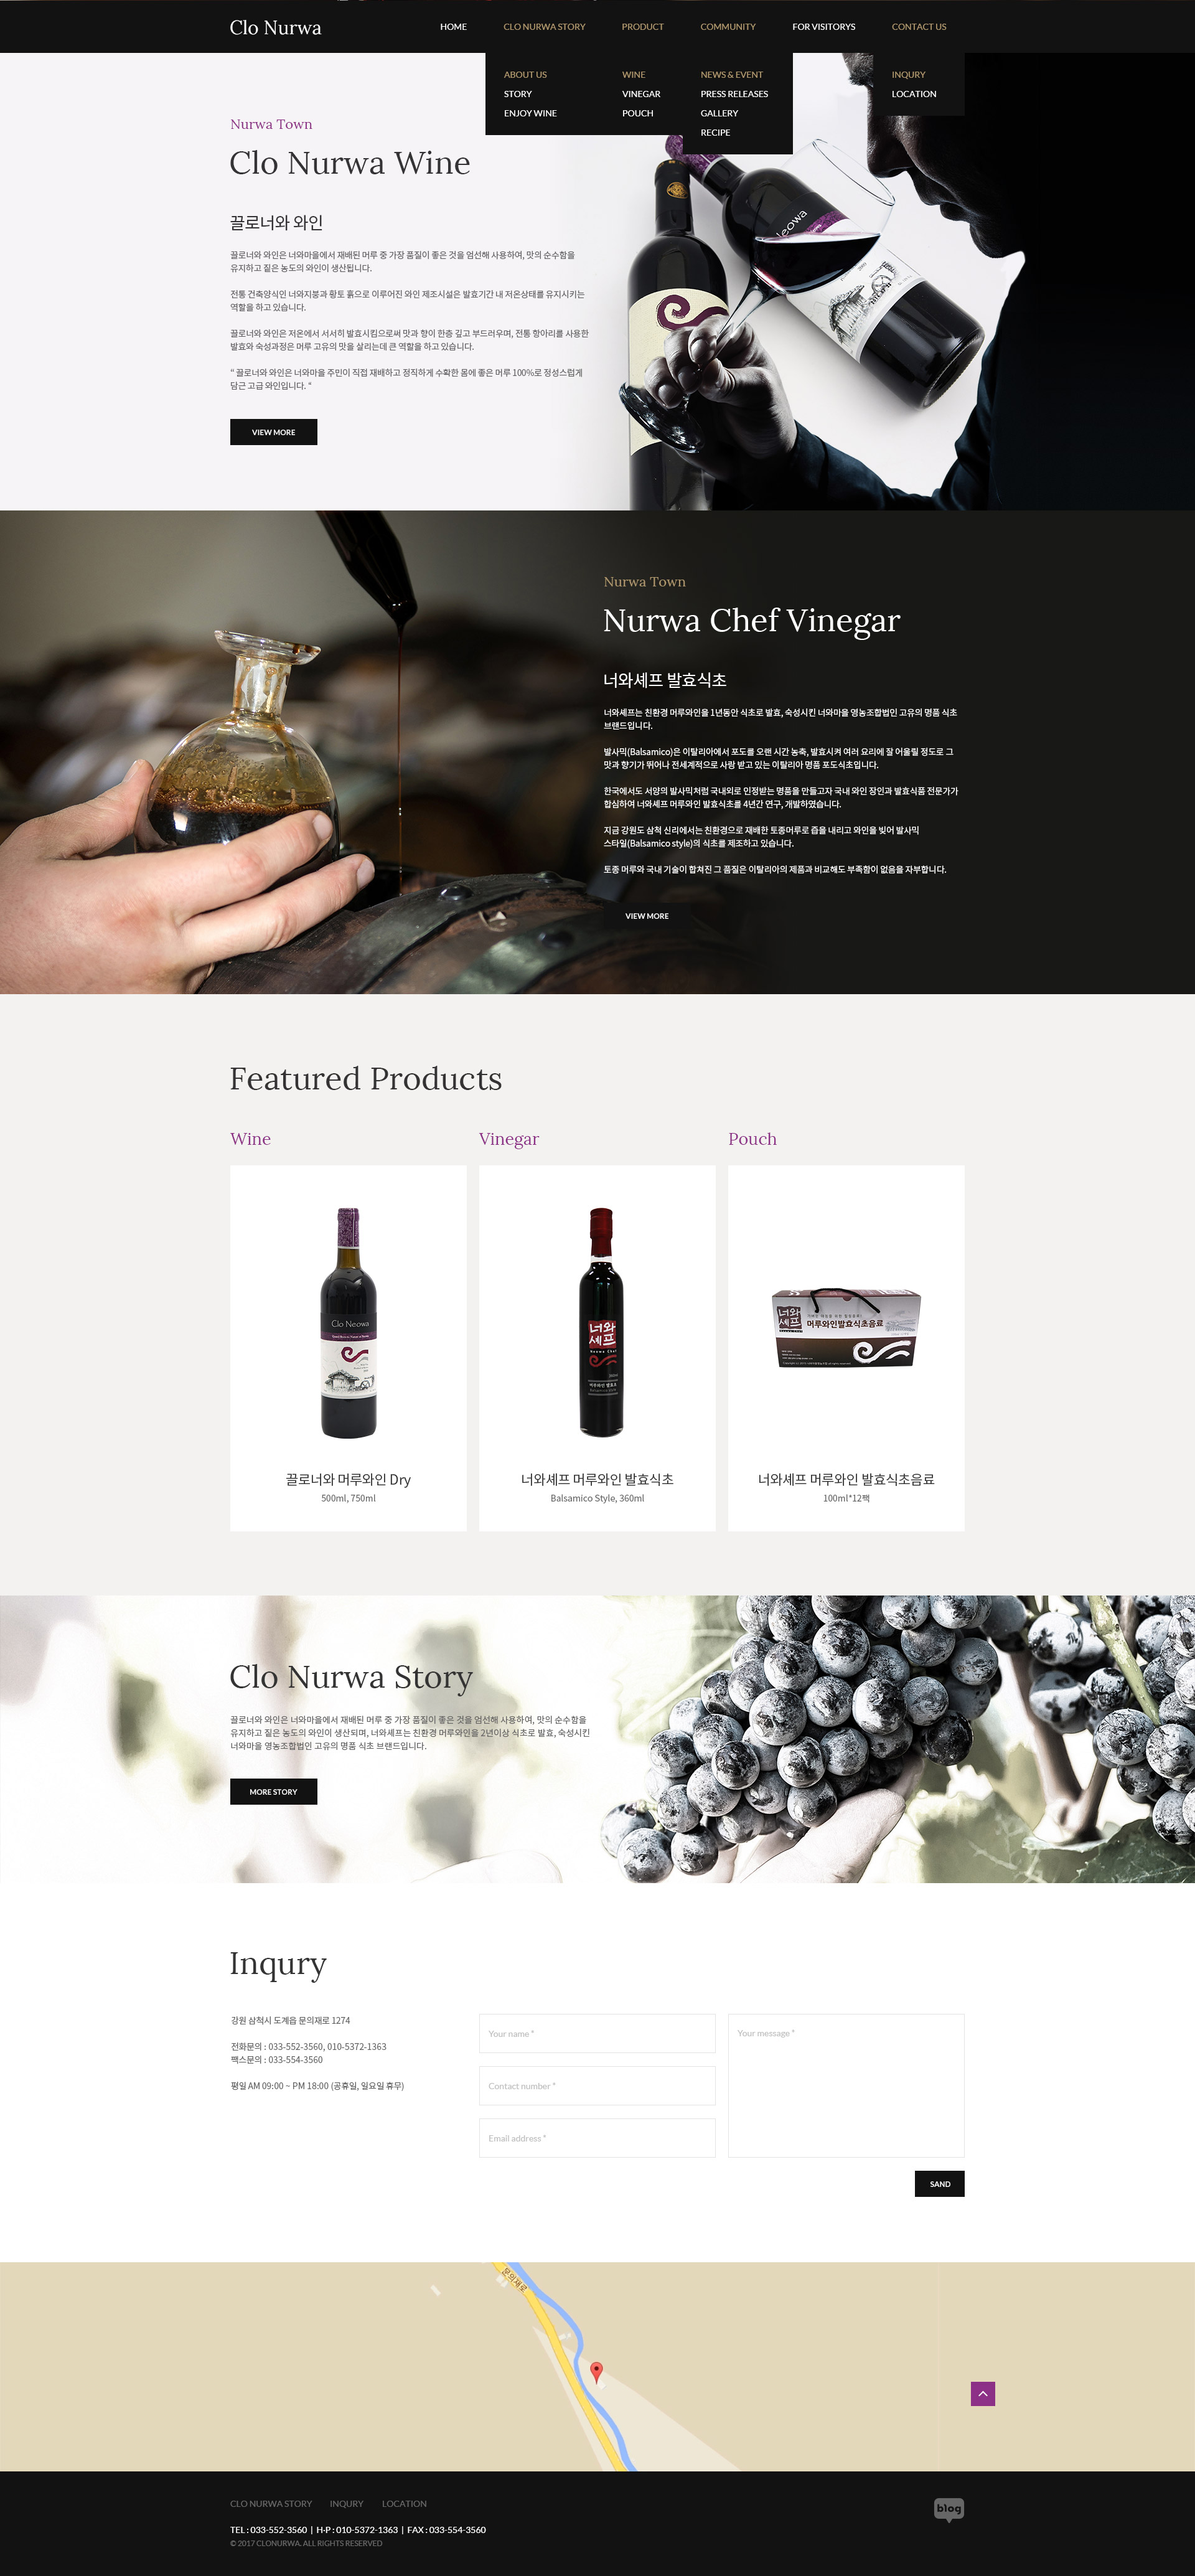 Clo Nurwa
HOME
CLO NURWA STORY
PRODUCT
COMMUNITY
FOR VISITORYS
CONTACT US
ABOUT US
STORY
ENJOY WINE
WINE
VINEGAR
POUCH
NEWS & EVENT
PRESS RELEASES
GALLERY
RECIPE
INQURY
LOCATION
Nurwa Town
Clo Nurwa Wine
끌로너와 와인
끌로너와 와인은 너와마을에서 재배된 머루 중 가장 품질이 좋은 것을 엄선해 사용하여, 맛의 순수함을
유지하고 짙은 농도의 와인이 생산됩니다.
전통 건축양식인 너와지붕과 황토 흙으로 이루어진 와인 제조시설은 발효기간 내 저온상태를 유지시키는
역할을 하고 있습니다.
끌로너와 와인은 저온에서 서서히 발효시킴으로써 맛과 향이 한층 깊고 부드러우며, 전통 항아리를 사용한
발효와 숙성과정은 머루 고유의 맛을 살리는데 큰 역할을 하고 있습니다.
" 끌로너와 와인은 너와마을 주민이 직접 재배하고 정직하게 수확한 몸에 좋은 머루 100%로 정성스럽게
담근 고급 와인입니다. "
VIEW MORE
leowa
Nurwa Town
Nurwa Chef Vinegar
너와셰프 발효식초
너와셰프는 친환경 머루와인을 1년동안 식초로 발효, 숙성시킨 너와마을 영농조합법인 고유의 명품 식초
브랜드입니다.
발사믹(Balsamico)은 이탈리아에서 포도를 오랜 시간 농축, 발효시켜 여러 요리에 잘 어울릴 정도로 그
맛과 향기가 뛰어나 전세계적으로 사랑 받고 있는 이탈리아 명품 포도식초입니다.
한국에서도 서양의 발사믹처럼 국내외로 인정받는 명품을 만들고자 국내 와인 장인과 발효식품 전문가가
합심하여 너와셰프 머루와인 발효식초를 4년간 연구, 개발하였습니다.
지금 강원도 삼척 신리에서는 친환경으로 재배한 토종머루로 즙을 내리고 와인을 빚어 발사믹
스타일(Balsamico style)의 식초를 제조하고 있습니다.
토종 머루와 국내 기술이 합쳐진 그 품질은 이탈리아의 제품과 비교해도 부족함이 없음을 자부합니다.
VIEW MORE
Featured Products
Wine
Vinegar
Pouch
Clo Neowa
너와
셰프
너와
셰프
머루와인발효식초음료
끌로너와 머루와인 Dry
500ml, 750ml
너와셰프 머루와인 발효식초
Balsamico Style, 360ml
너와셰프 머루와인 발효식초음료
100ml*12팩
Clo Nurwa Story
끌로너와 와인은 너와마을에서 재배된 머루 중 가장 품질이 좋은 것을 엄선해 사용하여, 맛의 순수함을
유지하고 짙은 농도의 와인이 생산되며, 너와셰프는 친환경 머루와인을 2년이상 식초로 발효, 숙성시킨
너와마을 영농조합법인 고유의 명품 식초 브랜드입니다.
MORE STORY
Inqury
강원 삼척시 도계읍 문의재로 1274
전화문의 : 033-552-3560, 010-5372-1363
팩스문의 : 033-554-3560
평일 AM 09:00 ~ PM 18:00 (공휴일, 일요일 휴무)
Your name *
Contact number *
Email address *
Your message *
SAND
문의재로
CLO NURWA STORY
INQURY
LOCATION
TEL : 033-552-3560 | H·P : 010-5372-1363 | FAX : 033-554-3560
© 2017 CLONURWA. ALL RIGHTS RESERVED
blog